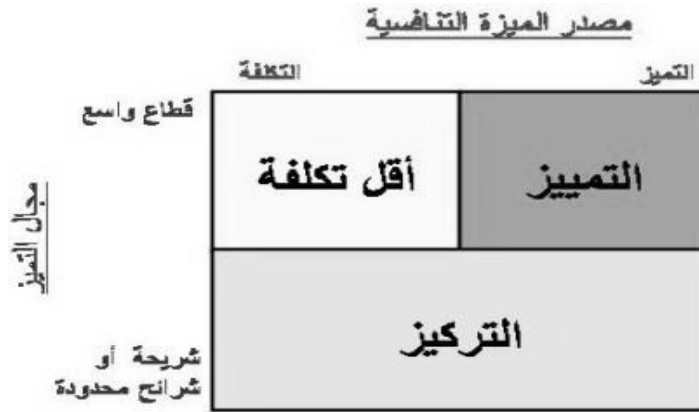 مصدر الميزة التنافسية
التميز
التكلفة
قطاع واسع
التمييز
أقل تكلفة
مجال التميز
التركيز
شريحة أو
شرائح محدودة